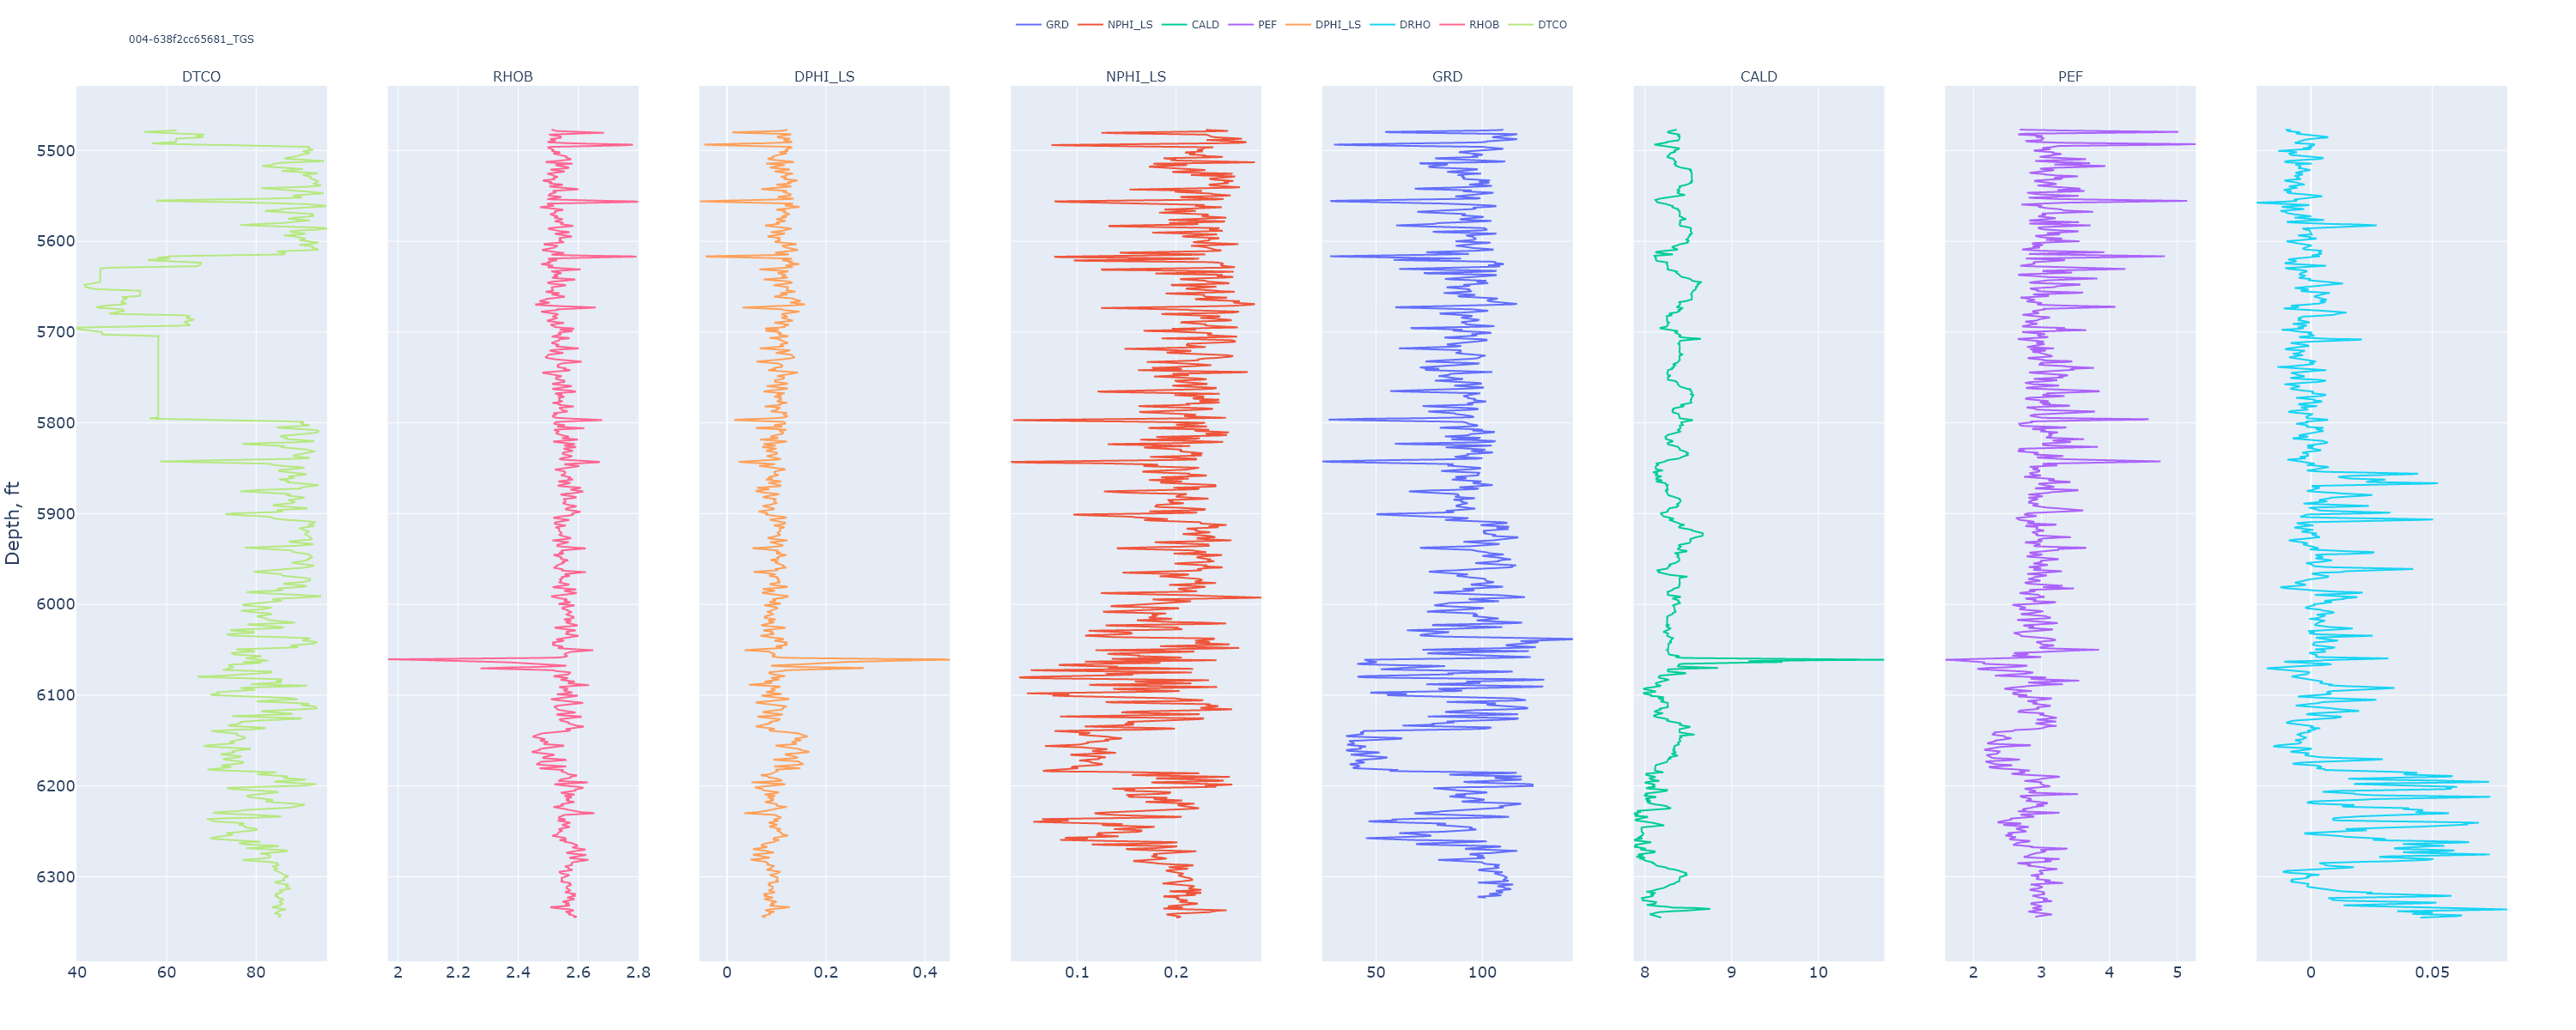 GRD NPHI_LS CALD PEF DPHI_LS DRHO RHOB DTCO
004-638f2cc65681_TGS
DTCO RHOB DPHI_LS NPHI_LS GRD CALD PEF
Depth, ft
5500
5600
5700
5800
5900
6000
6100
6200
6300
40 60 80 2 2.2 2.4 2.6 2.8 0 0.2 0.4 0.1 0.2 50 100 8 9 10 2 3 4 5 0 0.05